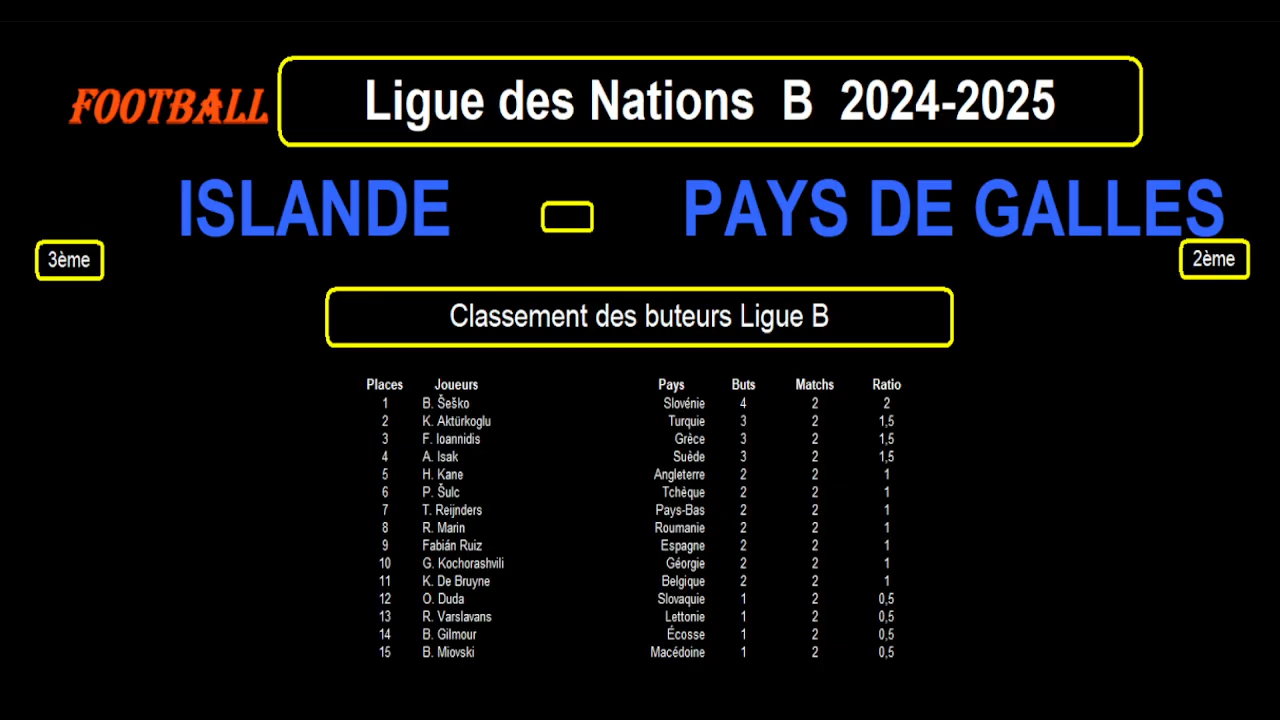 FOOTBALL
Ligue des Nations B 2024-2025
ISLANDE
PAYS DE GALLES
3ème
2ème
Classement des buteurs Ligue B
Places Joueurs Pays Buts Matchs Ratio
1 B. Šeško Slovénie 4 2 2
2 K. Aktürkoglu Turquie 3 2 1,5
3 F. Ioannidis Grèce 3 2 1,5
4 A. Isak Suède 3 2 1,5
5 H. Kane Angleterre 2 2 1
6 P. Šulc Tchèque 2 2 1
7 T. Reijnders Pays-Bas 2 2 1
8 R. Marin Roumanie 2 2 1
9 Fabián Ruiz Espagne 2 2 1
10 G. Kochorashvili Géorgie 2 2 1
11 K. De Bruyne Belgique 2 2 1
12 O. Duda Slovaquie 1 2 0,5
13 R. Varslavans Lettonie 1 2 0,5
14 B. Gilmour Écosse 1 2 0,5
15 B. Miovski Macédoine 1 2 0,5